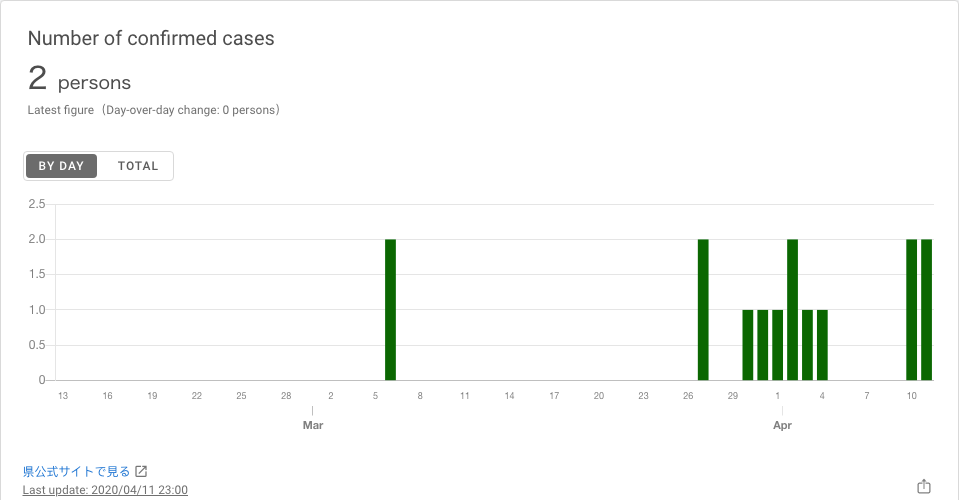 Number of confirmed cases
2 persons
Latest figure（Day-over-day change: 0 persons）
BY DAY TOTAL
2.5
2.0
1.5
1.0
0.5
0
13 16 19 22 25 28 2 5 8 11 14 17 20 23 26 29 1 4 7 10
Mar Apr
県公式サイトで見る
Last update: 2020/04/11 23:00